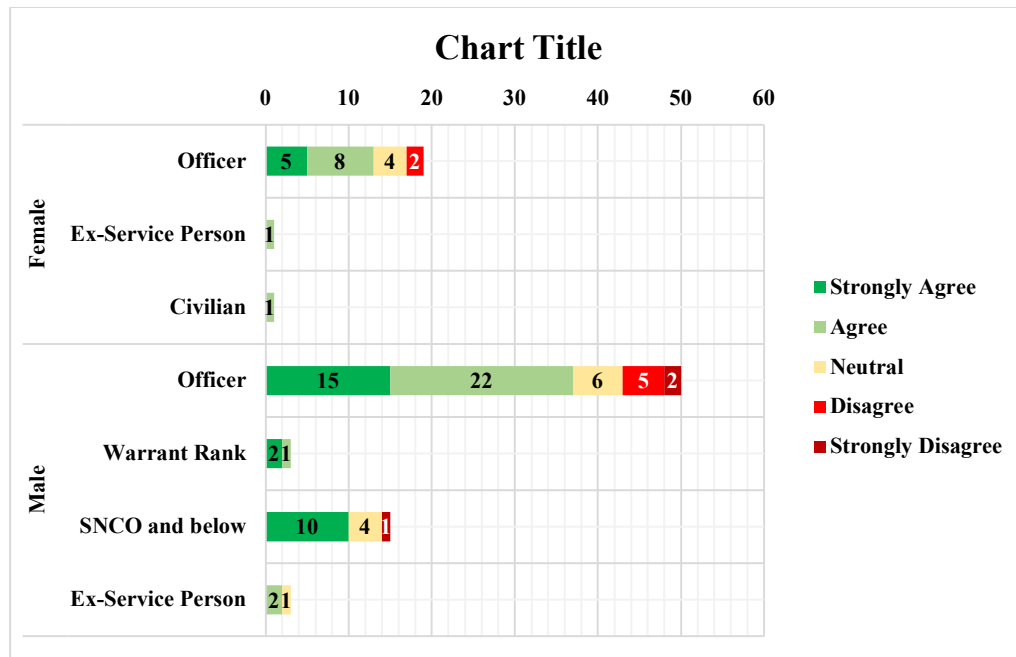 Chart Title
0 10 20 30 40 50 60
Female
Officer 5 8 4 2
Ex-Service Person 1
Civilian 1
Male
Officer 15 22 6 5 2
Warrant Rank 2 1
SNCO and below 10 4 1
Ex-Service Person 2 1
Strongly Agree
Agree
Neutral
Disagree
Strongly Disagree